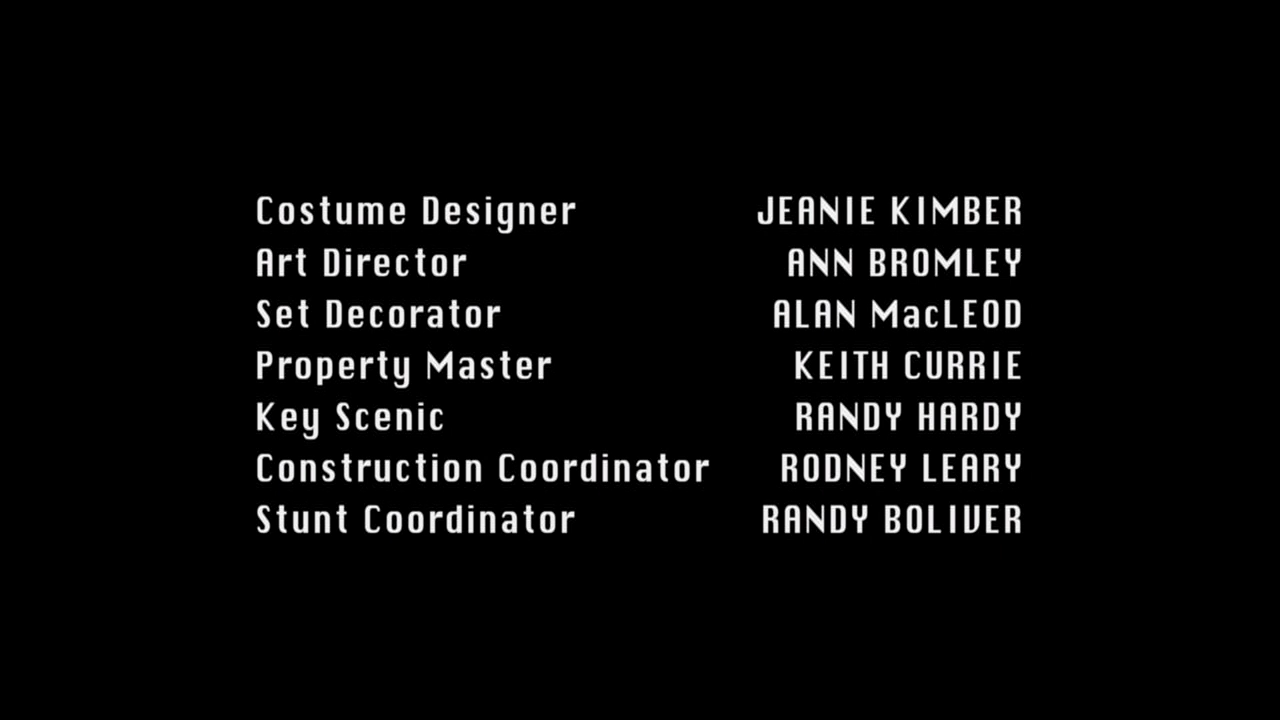 Costume Designer JEANIE KIMBER
Art Director ANN BROMLEY
Set Decorator ALAN MacLEOD
Property Master KEITH CURRIE
Key Scenic RANDY HARDY
Construction Coordinator RODNEY LEARY
Stunt Coordinator RANDY BOLIVER